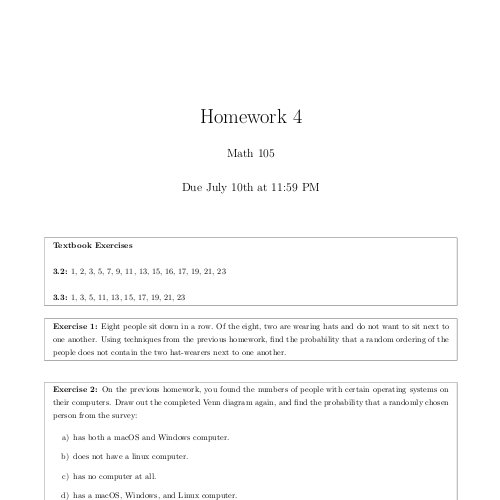 Homework 4
Math 105
Due July 10th at 11:59 PM
Textbook Exercises
3.2: 1, 2, 3, 5, 7, 9, 11, 13, 15, 16, 17, 19, 21, 23
3.3: 1, 3, 5, 11, 13, 15, 17, 19, 21, 23
Exercise 1: Eight people sit down in a row. Of the eight, two are wearing hats and do not want to sit next to
one another. Using techniques from the previous homework, find the probability that a random ordering of the
people does not contain the two hat-wearers next to one another.
Exercise 2: On the previous homework, you found the numbers of people with certain operating systems on
their computers. Draw out the completed Venn diagram again, and find the probability that a randomly chosen
person from the survey:
a) has both a macOS and Windows computer.
b) does not have a linux computer.
c) has no computer at all.
d) has a macOS, Windows, and Linux computer.